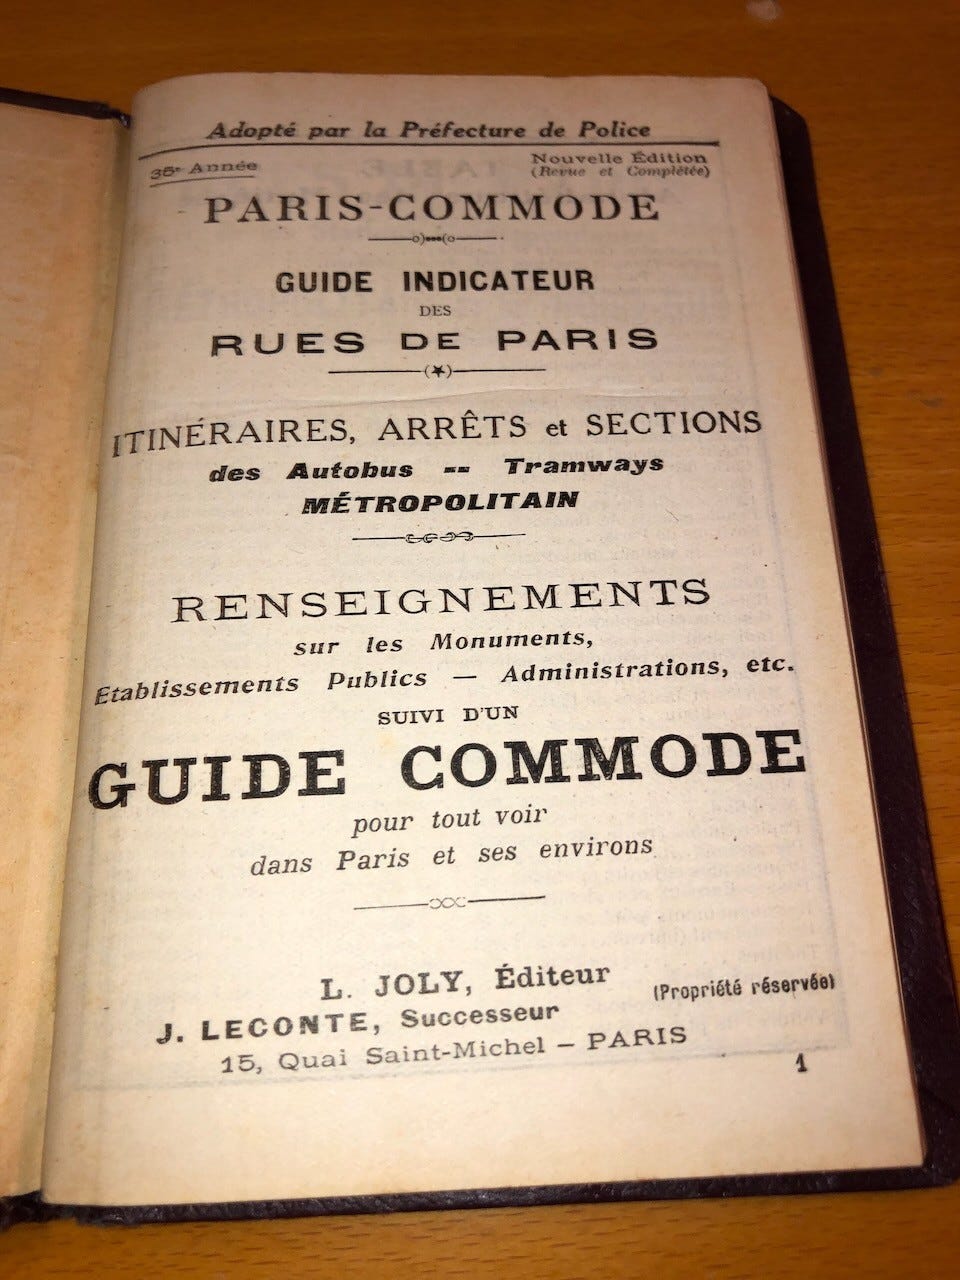 Adopté par la Préfecture de Police
35e Année
Nouvelle Édition
(Revue et Complétée)
PARIS-COMMODE
GUIDE INDICATEUR
DES
RUES DE PARIS
ITINÉRAIRES, ARRÊTS et SECTIONS
des Autobus -- Tramways
MÉTROPOLITAIN
RENSEIGNEMENTS
sur les Monuments,
Etablissements Publics — Administrations, etc.
SUIVI D'UN
GUIDE COMMODE
pour tout voir
dans Paris et ses environs
L. JOLY, Éditeur
(Propriété réservée)
J. LECONTE, Successeur
15, Quai Saint-Michel — PARIS
1